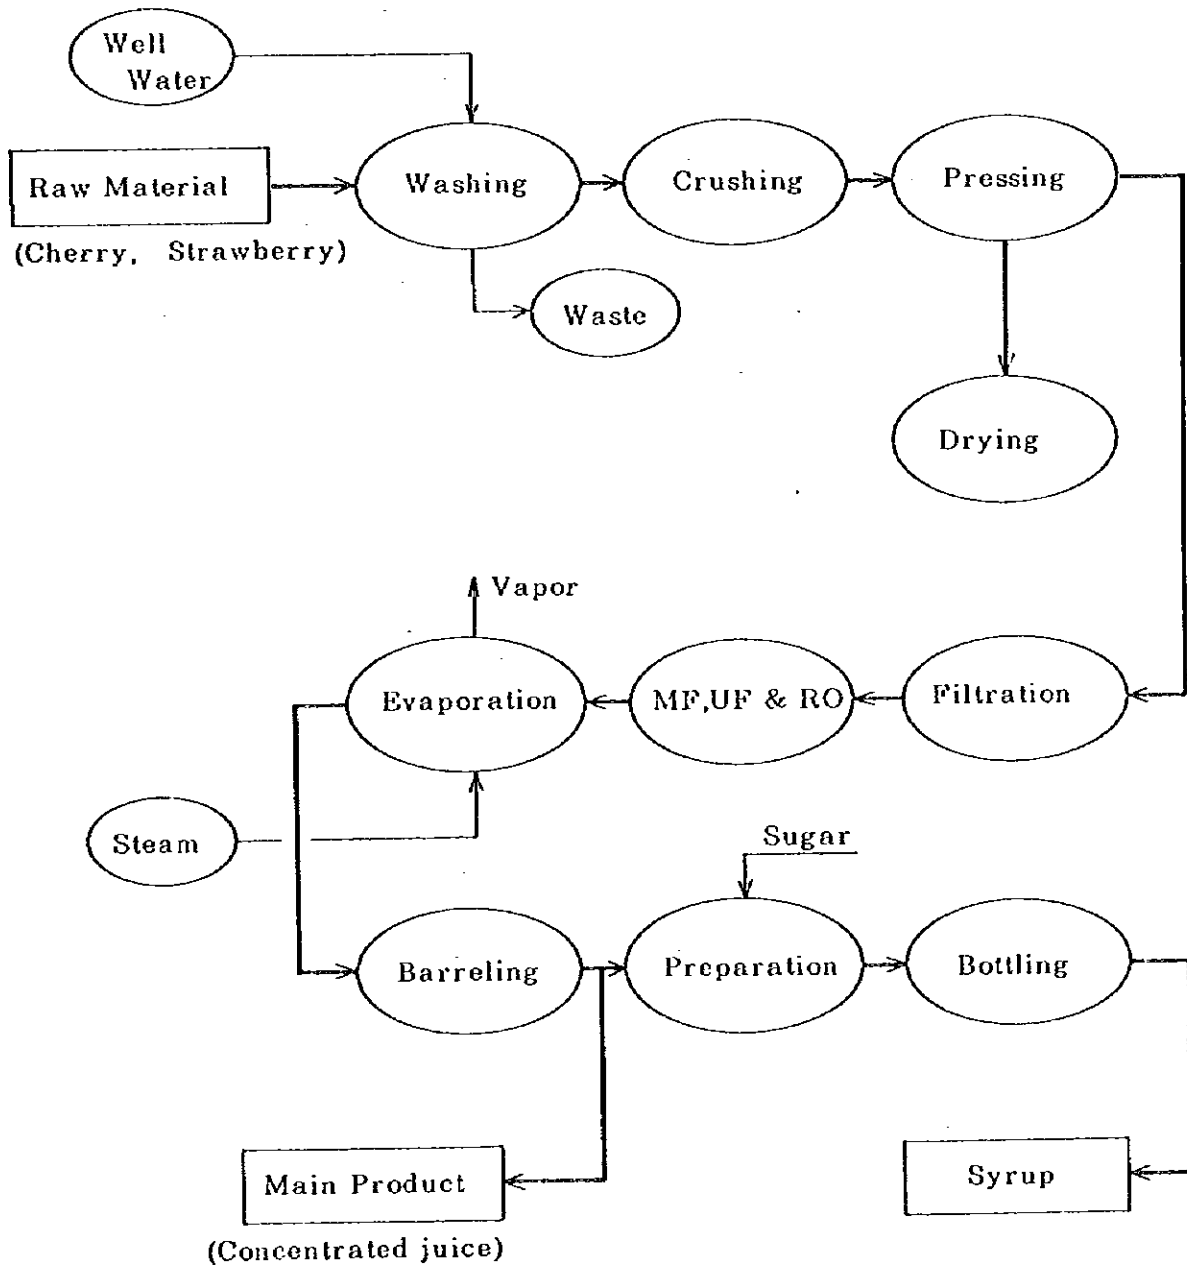 Well
Water
Raw Material
(Cherry, Strawberry)
Washing
Crushing
Pressing
Waste
Drying
Vapor
Evaporation
MF,UF & RO
Filtration
Steam
Sugar
Barreling
Preparation
Bottling
Main Product
(Concentrated juice)
Syrup